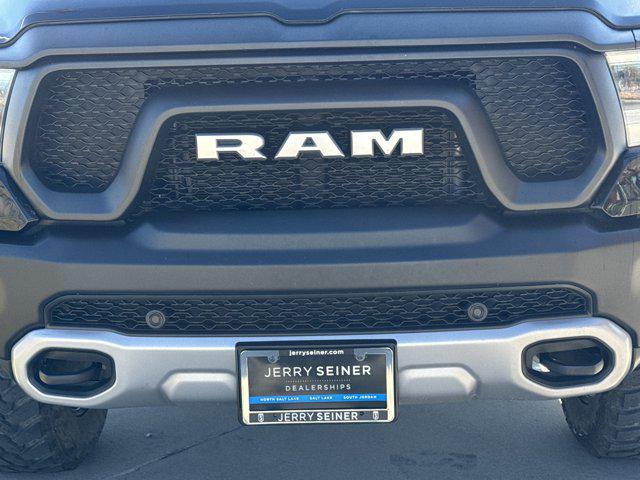 RAM
jerryseiner.com
JERRY SEINER
DEALERSHIPS
NORTH SALT LAKE SALT LAKE SOUTH JORDAN
JERRY SEINER